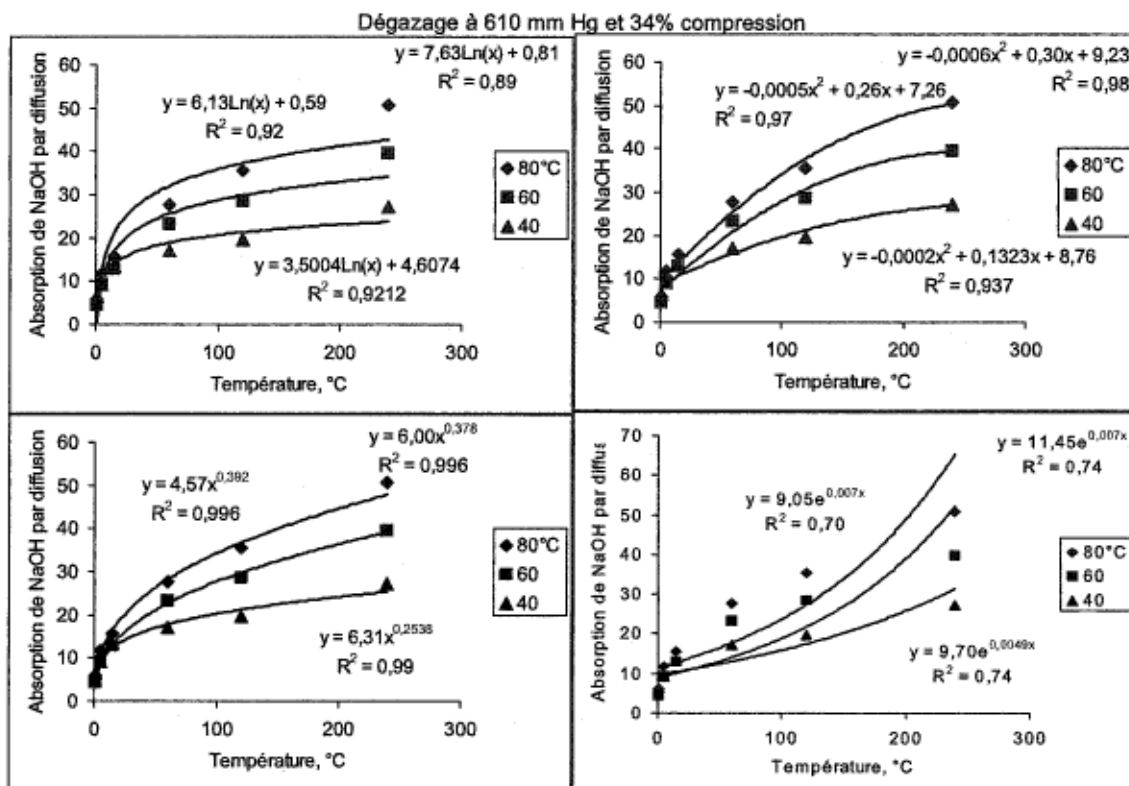 Dégazage à 610 mm Hg et 34% compression
Absorption de NaOH par diffusion
60
50
40
30
20
10
0
0
100
200
300
Température, °C
y = 7,63Ln(x) + 0,81
R² = 0,89
y = 6,13Ln(x) + 0,59
R² = 0,92
y = 3,5004Ln(x) + 4,6074
R² = 0,9212
80°C
60
40
Absorption de NaOH par diffusion
60
50
40
30
20
10
0
0
100
200
300
Température, °C
y = -0,0006x² + 0,30x + 9,23
R² = 0,98
y = -0,0005x² + 0,26x + 7,26
R² = 0,97
y = -0,0002x² + 0,1323x + 8,76
R² = 0,937
80°C
60
40
Absorption de NaOH par diffusion
60
50
40
30
20
10
0
0
100
200
300
Température, °C
y = 6,00x^0,378
R² = 0,996
y = 4,57x^0,392
R² = 0,996
y = 6,31x^0,2538
R² = 0,99
80°C
60
40
Absorption de NaOH par diffus
70
60
50
40
30
20
10
0
0
100
200
300
Température, °C
y = 11,45e^0,007x
R² = 0,74
y = 9,05e^0,007x
R² = 0,70
y = 9,70e^0,0049x
R² = 0,74
80°C
60
40